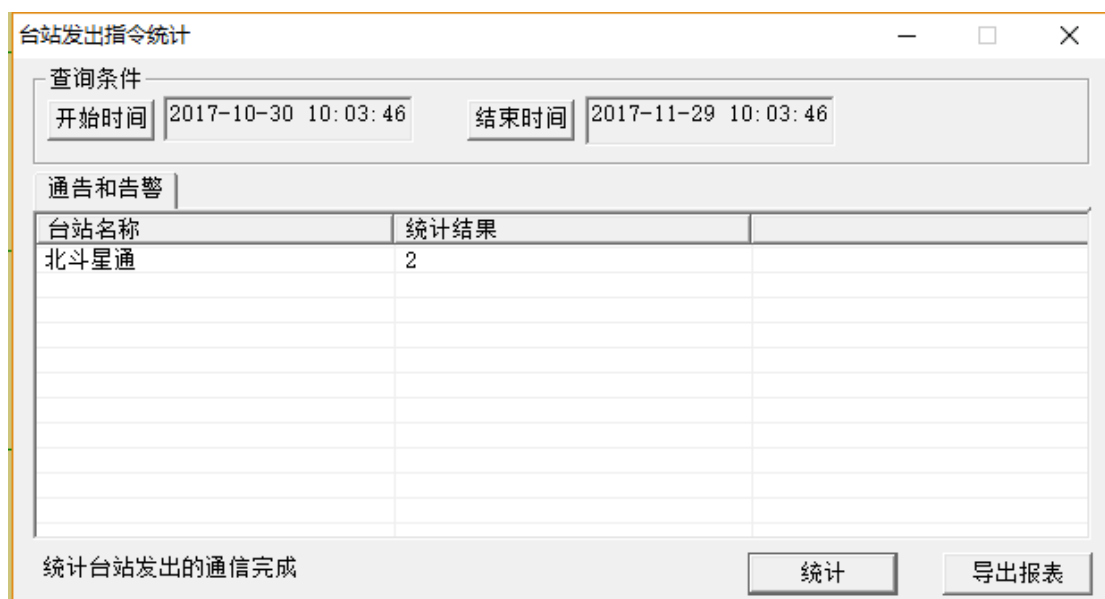 台站发出指令统计
查询条件
开始时间 2017-10-30 10:03:46 结束时间 2017-11-29 10:03:46
通告和告警
台站名称 统计结果
北斗星通 2
统计台站发出的通信完成 统计 导出报表